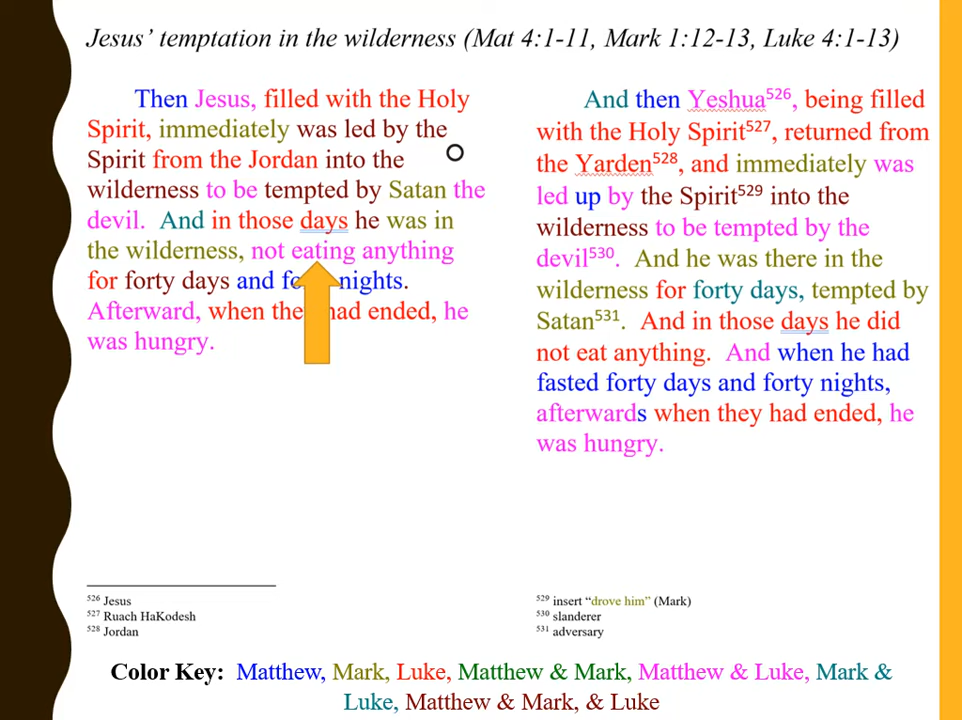 Jesus’ temptation in the wilderness (Mat 4:1-11, Mark 1:12-13, Luke 4:1-13)
Then Jesus, filled with the Holy
Spirit, immediately was led by the
Spirit from the Jordan into the
wilderness to be tempted by Satan the
devil. And in those days he was in
the wilderness, not eating anything
for forty days and fo nights.
Afterward, when the had ended, he
was hungry.
And then Yeshua526, being filled
with the Holy Spirit527, returned from
the Yarden528, and immediately was
led up by the Spirit529 into the
wilderness to be tempted by the
devil530. And he was there in the
wilderness for forty days, tempted by
Satan531. And in those days he did
not eat anything. And when he had
fasted forty days and forty nights,
afterwards when they had ended, he
was hungry.
526 Jesus
527 Ruach HaKodesh
528 Jordan
529 insert “drove him” (Mark)
530 slanderer
531 adversary
Color Key: Matthew, Mark, Luke, Matthew & Mark, Matthew & Luke, Mark &
Luke, Matthew & Mark, & Luke